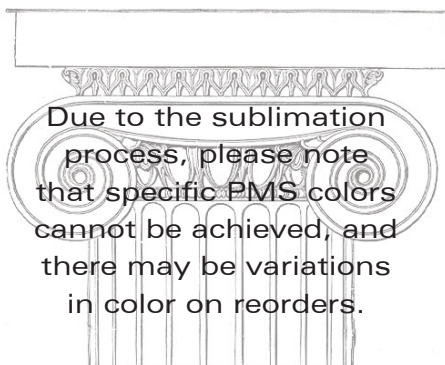 Due to the sublimation
process, please note
that specific PMS colors
cannot be achieved, and
there may be variations
in color on reorders.